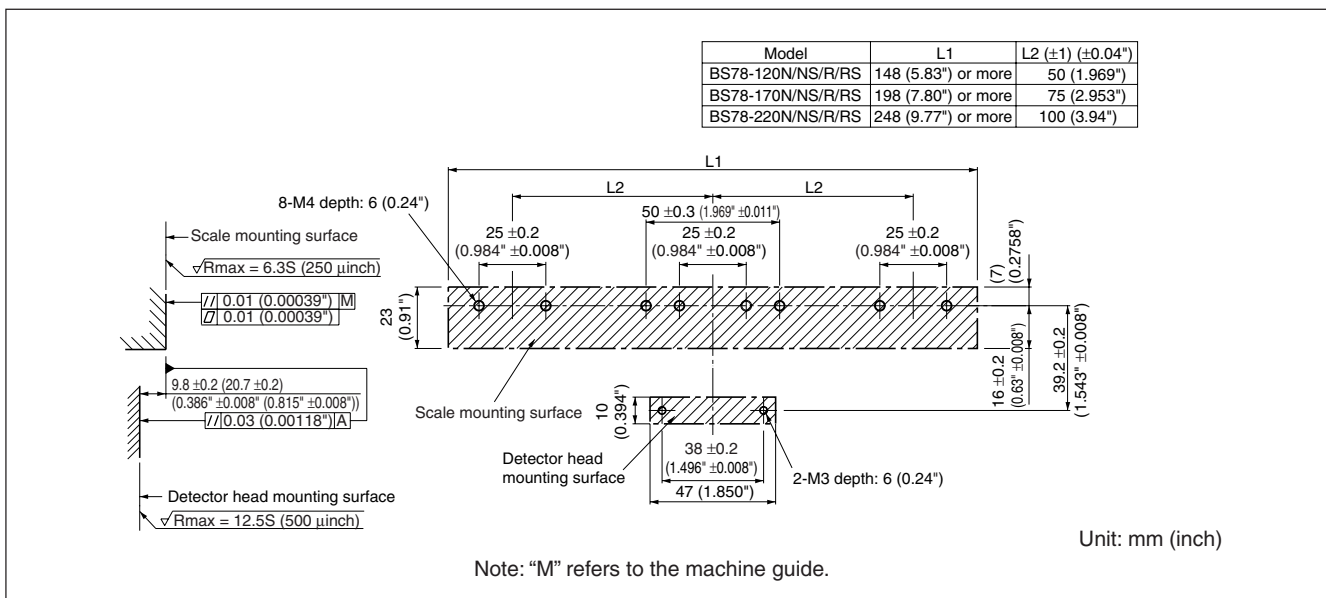 Model L1 L2 (±1) (±0.04")
BS78-120N/NS/R/RS 148 (5.83") or more 50 (1.969")
BS78-170N/NS/R/RS 198 (7.80") or more 75 (2.953")
BS78-220N/NS/R/RS 248 (9.77") or more 100 (3.94")
L1
L2 L2
8-M4 depth: 6 (0.24")
50 ±0.3 (1.969" ±0.011")
25 ±0.2 25 ±0.2 25 ±0.2
(0.984" ±0.008") (0.984" ±0.008") (0.984" ±0.008")
Scale mounting surface
Rmax = 6.3S (250 µinch)
// 0.01 (0.00039") M
⏥ 0.01 (0.00039")
(7)
(0.2758")
23
(0.91")
16 ±0.2
(0.63" ±0.008")
39.2 ±0.2
(1.543" ±0.008")
9.8 ±0.2 (20.7 ±0.2)
(0.386" ±0.008" (0.815" ±0.008"))
// 0.03 (0.00118") A
Scale mounting surface
10
(0.394")
Detector head
mounting surface
38 ±0.2
(1.496" ±0.008")
47 (1.850")
2-M3 depth: 6 (0.24")
Detector head mounting surface
Rmax = 12.5S (500 µinch)
Unit: mm (inch)
Note: “M” refers to the machine guide.